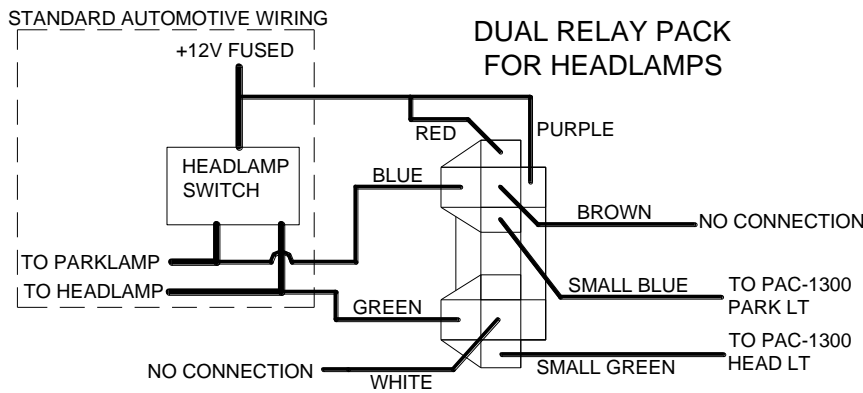 STANDARD AUTOMOTIVE WIRING
DUAL RELAY PACK
FOR HEADLAMPS
+12V FUSED
RED
PURPLE
HEADLAMP
SWITCH
BLUE
BROWN
NO CONNECTION
TO PARKLAMP
TO HEADLAMP
SMALL BLUE
TO PAC-1300
PARK LT
GREEN
TO PAC-1300
HEAD LT
SMALL GREEN
NO CONNECTION
WHITE